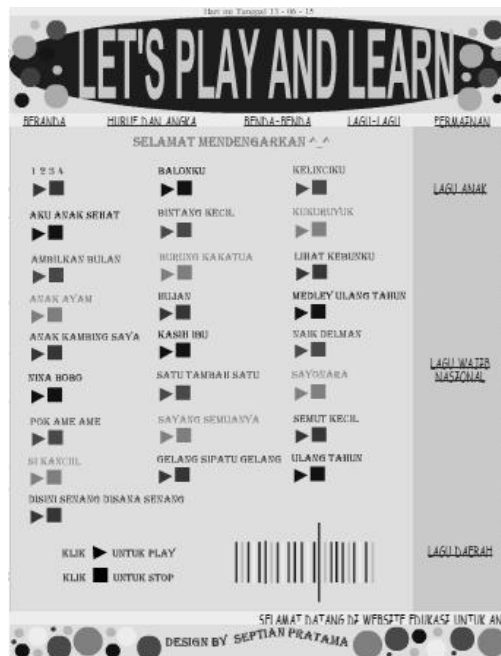 Hari ini Tanggal 13 - 06 - 15
LET'S PLAY AND LEARN
BERANDA HURUF DAN ANGKA BENDA-BENDA LAGU-LAGU PERMAINAN
SELAMAT MENDENGARKAN ^_^
1 2 3 4 BALONKU KELINCIKU
LAGU ANAK
AKU ANAK SEHAT BINTANG KECIL KUKURUYUK
AMBILKAN BULAN BURUNG KAKATUA LIHAT KEBUNKU
ANAK AYAM HUJAN MEDLEY ULANG TAHUN
ANAK KAMBING SAYA KASIH IBU NAIK DELMAN
LAGU WAJIB
NASIONAL
NINA BOBO SATU TAMBAH SATU SAYONARA
POK AME AME SAYANG SEMUANYA SEMUT KECIL
SI KANCIL GELANG SIPATU GELANG ULANG TAHUN
DISINI SENANG DISANA SENANG
KLIK UNTUK PLAY
LAGU DAERAH
KLIK UNTUK STOP
SELAMAT DATANG DI WEBSITE EDUKASI UNTUK AN
DESIGN BY SEPTIAN PRATAMA